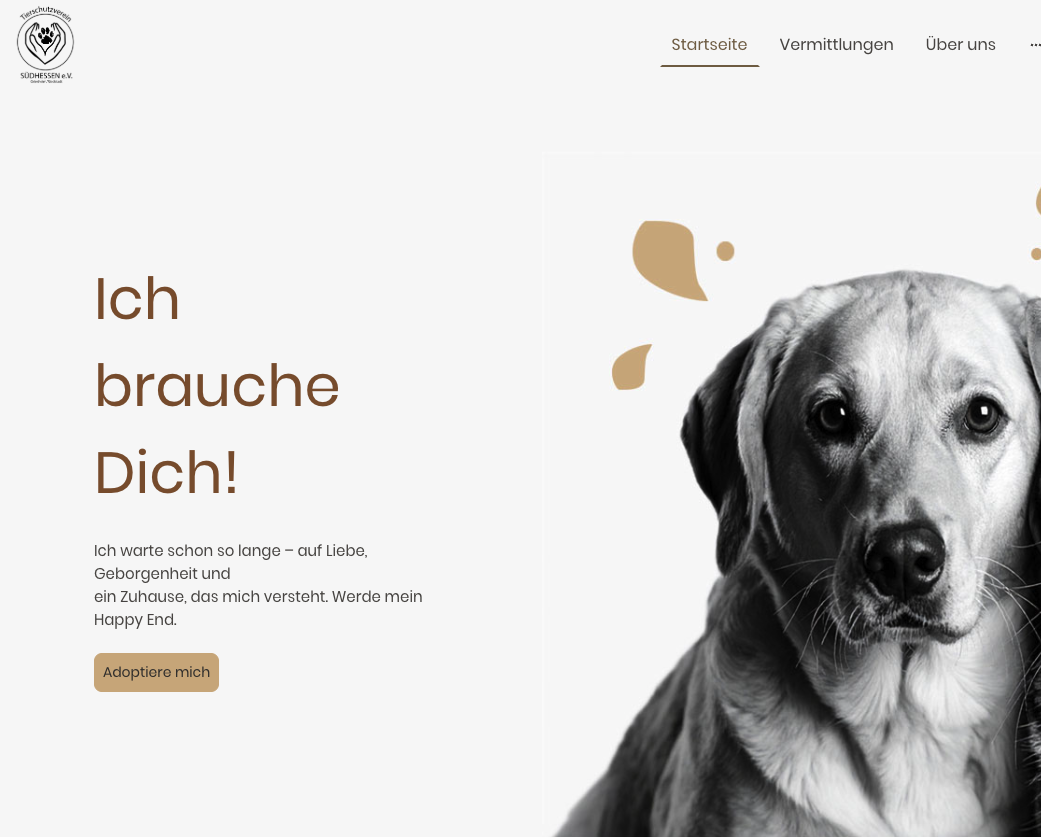 Tierschutzverein
SÜDHESSEN e.V.
Startseite
Vermittlungen
Über uns
...
Ich
brauche
Dich!
Ich warte schon so lange – auf Liebe,
Geborgenheit und
ein Zuhause, das mich versteht. Werde mein
Happy End.
Adoptiere mich